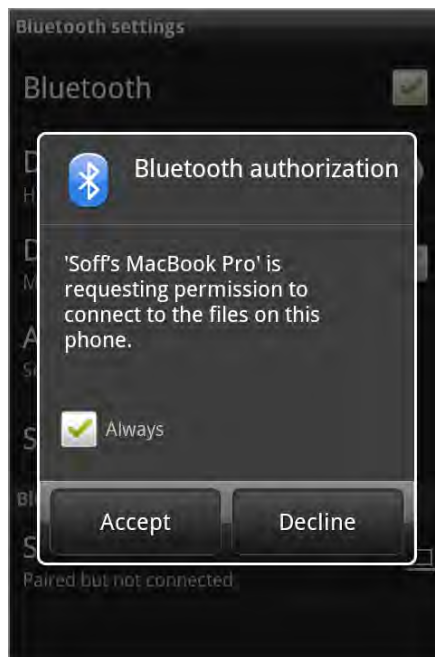 Bluetooth settings
Bluetooth
Bluetooth authorization
'Soff's MacBook Pro' is
requesting permission to
connect to the files on this
phone.
Always
Accept
Decline
Paired but not connected